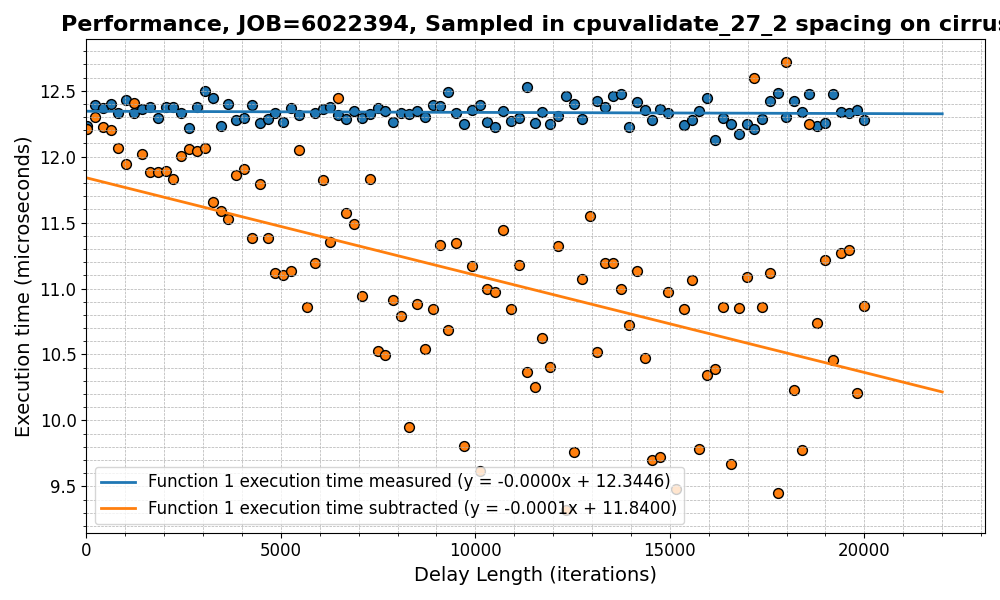 Performance, JOB=6022394, Sampled in cpuvalidate_27_2 spacing on cirrus
Execution time (microseconds)
12.5
12.0
11.5
11.0
10.5
10.0
9.5
Function 1 execution time measured (y = -0.0000x + 12.3446)
Function 1 execution time subtracted (y = -0.0001x + 11.8400)
0 5000 10000 15000 20000
Delay Length (iterations)